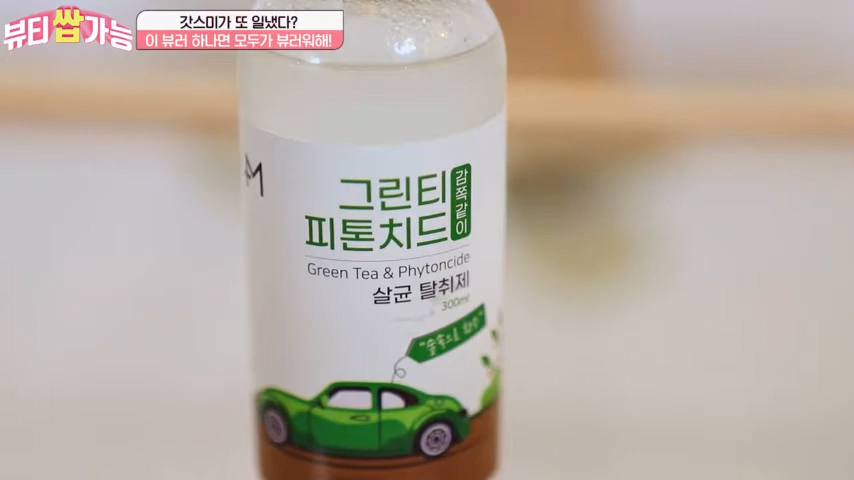 뷰티 쌉가능
갓스미가 또 일냈다?
이 뷰러 하나면 모두가 뷰러워해!
그린티
피톤치드
감쪽같이
Green Tea & Phytoncide
살균 탈취제
300ml